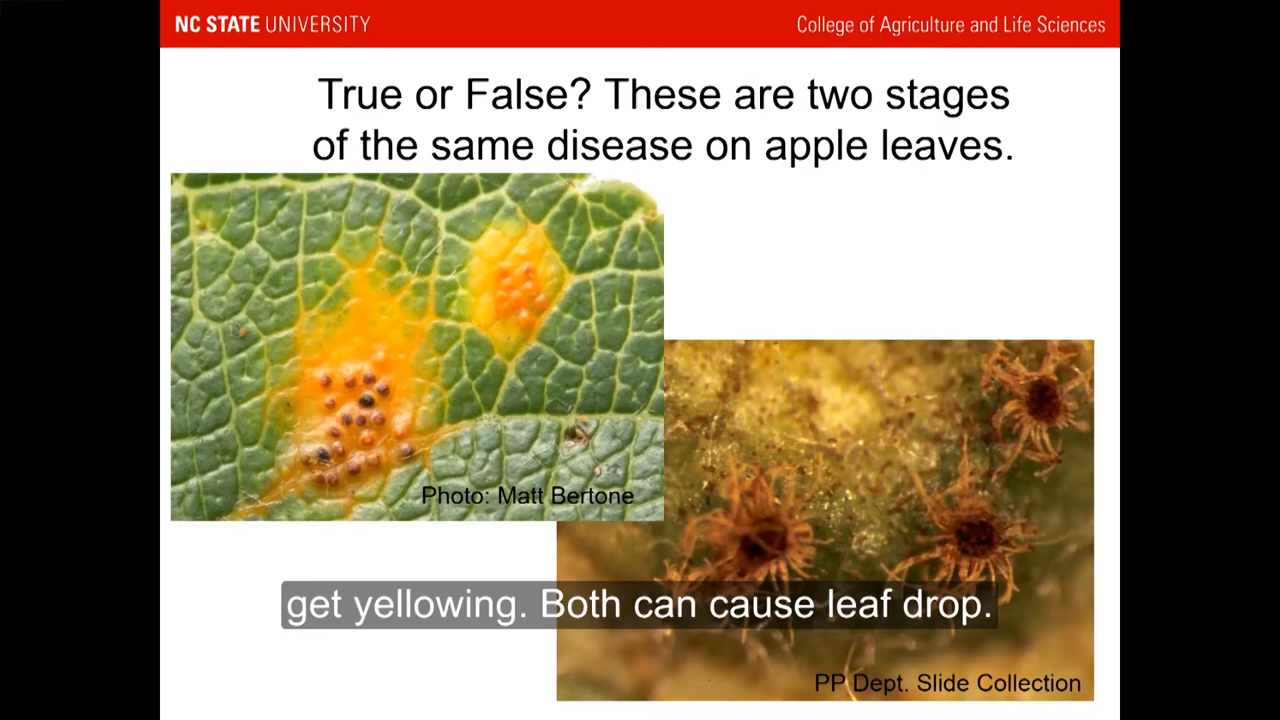 NC STATE UNIVERSITY
College of Agriculture and Life Sciences
True or False? These are two stages
of the same disease on apple leaves.
Photo: Matt Bertone
get yellowing. Both can cause leaf drop.
PP Dept. Slide Collection